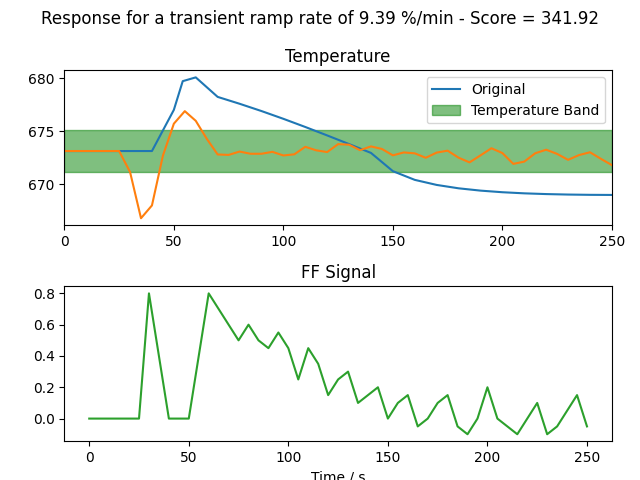 Response for a transient ramp rate of 9.39 %/min - Score = 341.92
Temperature
680
675
670
Original
Temperature Band
0 50 100 150 200 250
FF Signal
0.8
0.6
0.4
0.2
0.0
0 50 100 150 200 250
Time / s